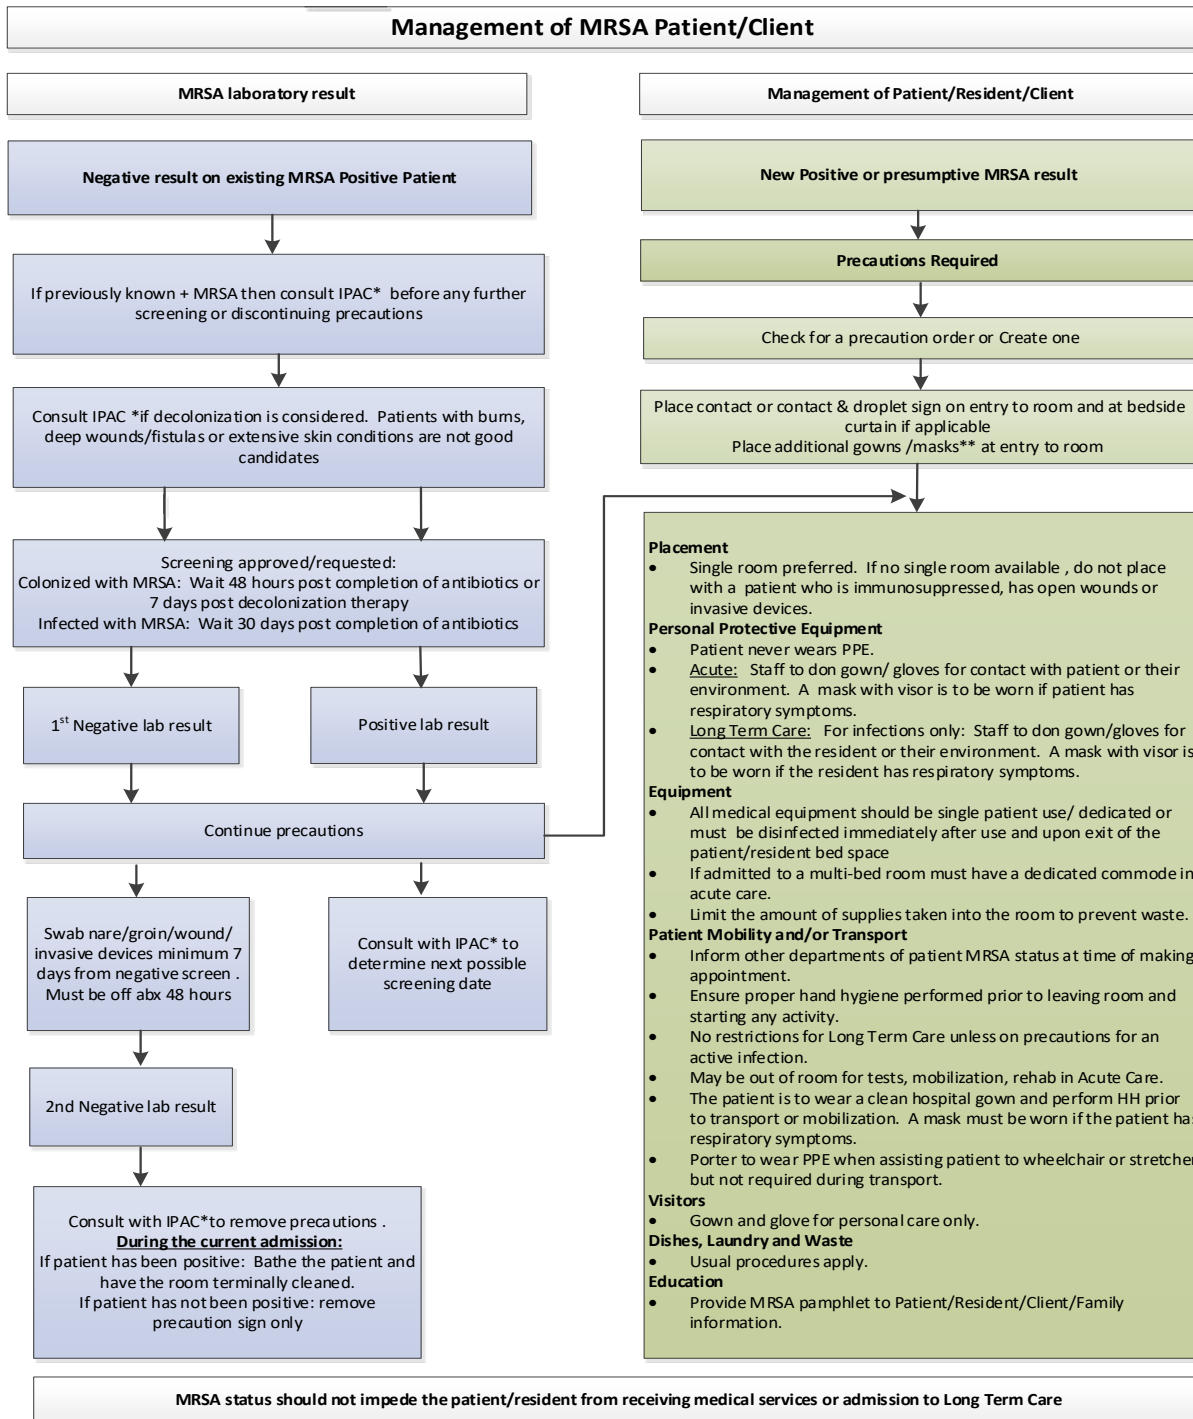 Management of MRSA Patient/Client
MRSA laboratory result
Negative result on existing MRSA Positive Patient
If previously known + MRSA then consult IPAC* before any further
screening or discontinuing precautions
Consult IPAC *if decolonization is considered. Patients with burns,
deep wounds/fistulas or extensive skin conditions are not good
candidates
Screening approved/requested:
Colonized with MRSA: Wait 48 hours post completion of antibiotics or
7 days post decolonization therapy
Infected with MRSA: Wait 30 days post completion of antibiotics
1st Negative lab result
Positive lab result
Continue precautions
Swab nare/groin/wound/
invasive devices minimum 7
days from negative screen .
Must be off abx 48 hours
Consult with IPAC* to
determine next possible
screening date
2nd Negative lab result
Consult with IPAC*to remove precautions .
During the current admission:
If patient has been positive: Bathe the patient and
have the room terminally cleaned.
If patient has not been positive: remove
precaution sign only
Management of Patient/Resident/Client
New Positive or presumptive MRSA result
Precautions Required
Check for a precaution order or Create one
Place contact or contact & droplet sign on entry to room and at bedside
curtain if applicable
Place additional gowns /masks** at entry to room
Placement
• Single room preferred. If no single room available , do not place
with a patient who is immunosuppressed, has open wounds or
invasive devices.
Personal Protective Equipment
• Patient never wears PPE.
• Acute: Staff to don gown/ gloves for contact with patient or their
environment. A mask with visor is to be worn if patient has
respiratory symptoms.
• Long Term Care: For infections only: Staff to don gown/gloves for
contact with the resident or their environment. A mask with visor is
to be worn if the resident has respiratory symptoms.
Equipment
• All medical equipment should be single patient use/ dedicated or
must be disinfected immediately after use and upon exit of the
patient/resident bed space
• If admitted to a multi-bed room must have a dedicated commode in
acute care.
• Limit the amount of supplies taken into the room to prevent waste.
Patient Mobility and/or Transport
• Inform other departments of patient MRSA status at time of making
appointment.
• Ensure proper hand hygiene performed prior to leaving room and
starting any activity.
• No restrictions for Long Term Care unless on precautions for an
active infection.
• May be out of room for tests, mobilization, rehab in Acute Care.
• The patient is to wear a clean hospital gown and perform HH prior
to transport or mobilization. A mask must be worn if the patient has
respiratory symptoms.
• Porter to wear PPE when assisting patient to wheelchair or stretcher
but not required during transport.
Visitors
• Gown and glove for personal care only.
Dishes, Laundry and Waste
• Usual procedures apply.
Education
• Provide MRSA pamphlet to Patient/Resident/Client/Family
information.
MRSA status should not impede the patient/resident from receiving medical services or admission to Long Term Care